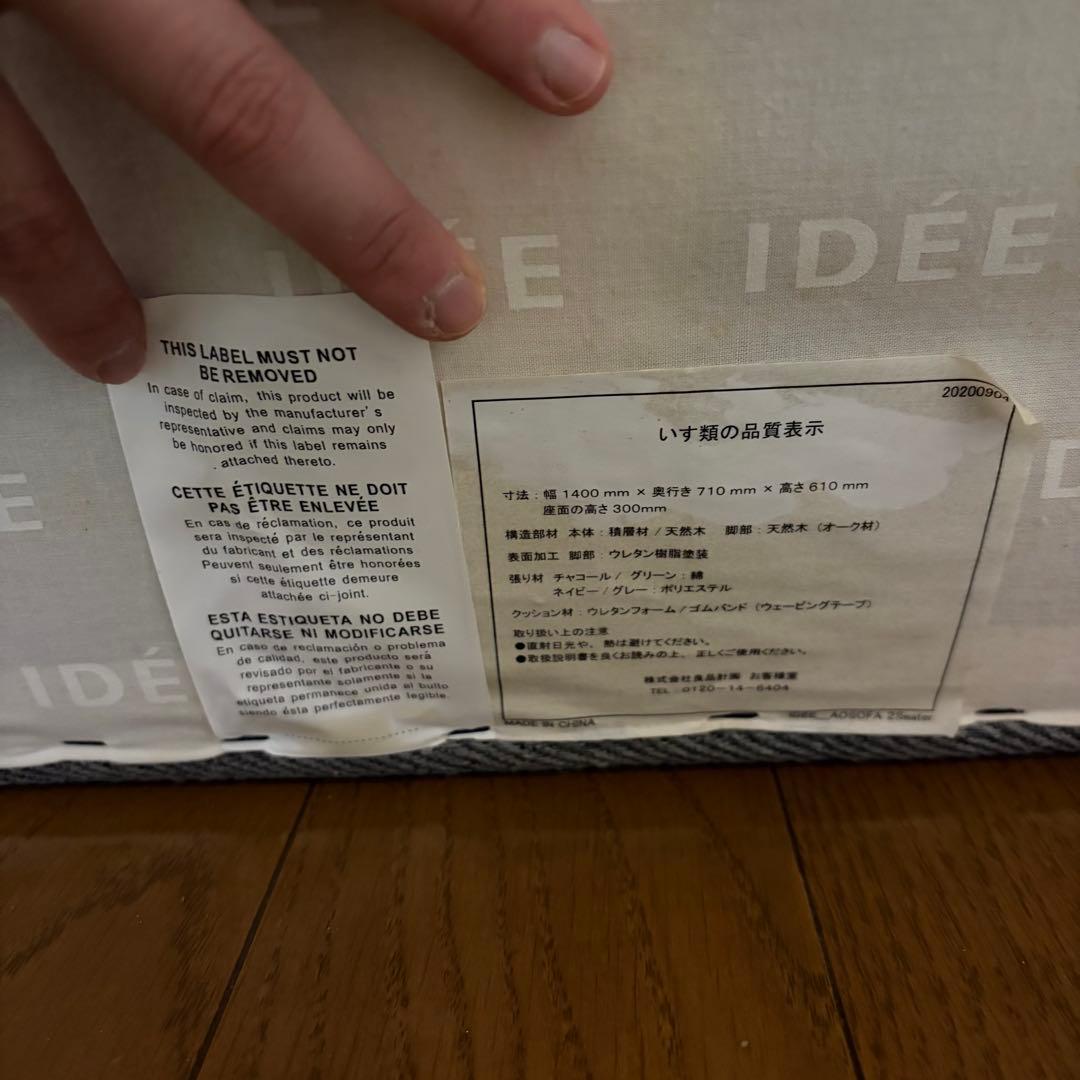 IDÉE
THIS LABEL MUST NOT
BE REMOVED
In case of claim, this product will be
inspected by the manufacturer's
representative and claims may only
be honored if this label remains
attached thereto.
CETTE ÉTIQUETTE NE DOIT
PAS ÊTRE ENLEVÉE
En cas de réclamation, ce produit
sera inspecté par le représentant
du fabricant et des réclamations
Peuvent seulement être honorées
si cette étiquette demeure
attachée ci-joint.
ESTA ESTIQUETA NO DEBE
QUITARSE NI MODIFICARSE
En caso de reclamación o problema
de calidad, este producto será
revisado por el fabricante o su
representante solamente si la
etiqueta permanece unida al bulto
siendo ésta perfectamente legible.
いす類の品質表示
寸法：幅 1400 mm × 奥行き 710 mm × 高さ 610 mm
座面の高さ 300mm
構造部材 本体：積層材 / 天然木 脚部：天然木（オーク材）
表面加工 脚部：ウレタン樹脂塗装
張り材 チャコール / グリーン：綿
ネイビー / グレー：ポリエステル
クッション材：ウレタンフォーム / ゴムバンド（ウェービングテープ）
取り扱い上の注意
●直射日光や、熱は避けてください。
●取扱説明書を良くお読みの上、正しくご使用ください。
株式会社良品計画 お客様室
TEL：0120-14-6404
MADE IN CHINA
IDÉ